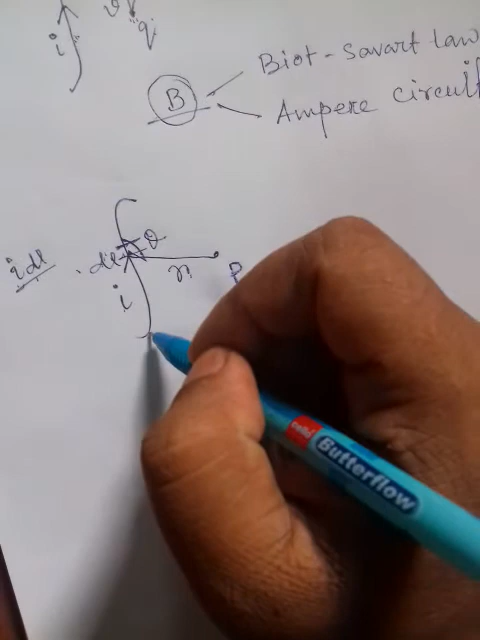 i v q
Biot-Savart law
B
Ampere circuit
θ
idl dl r P
i
cello Butterflow